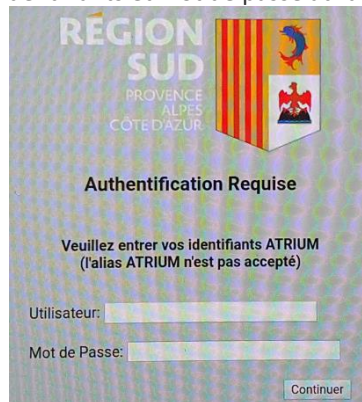 RÉGION
SUD
PROVENCE
ALPES
CÔTE D'AZUR
Authentification Requise
Veuillez entrer vos identifiants ATRIUM
(l'alias ATRIUM n'est pas accepté)
Utilisateur:
Mot de Passe:
Continuer